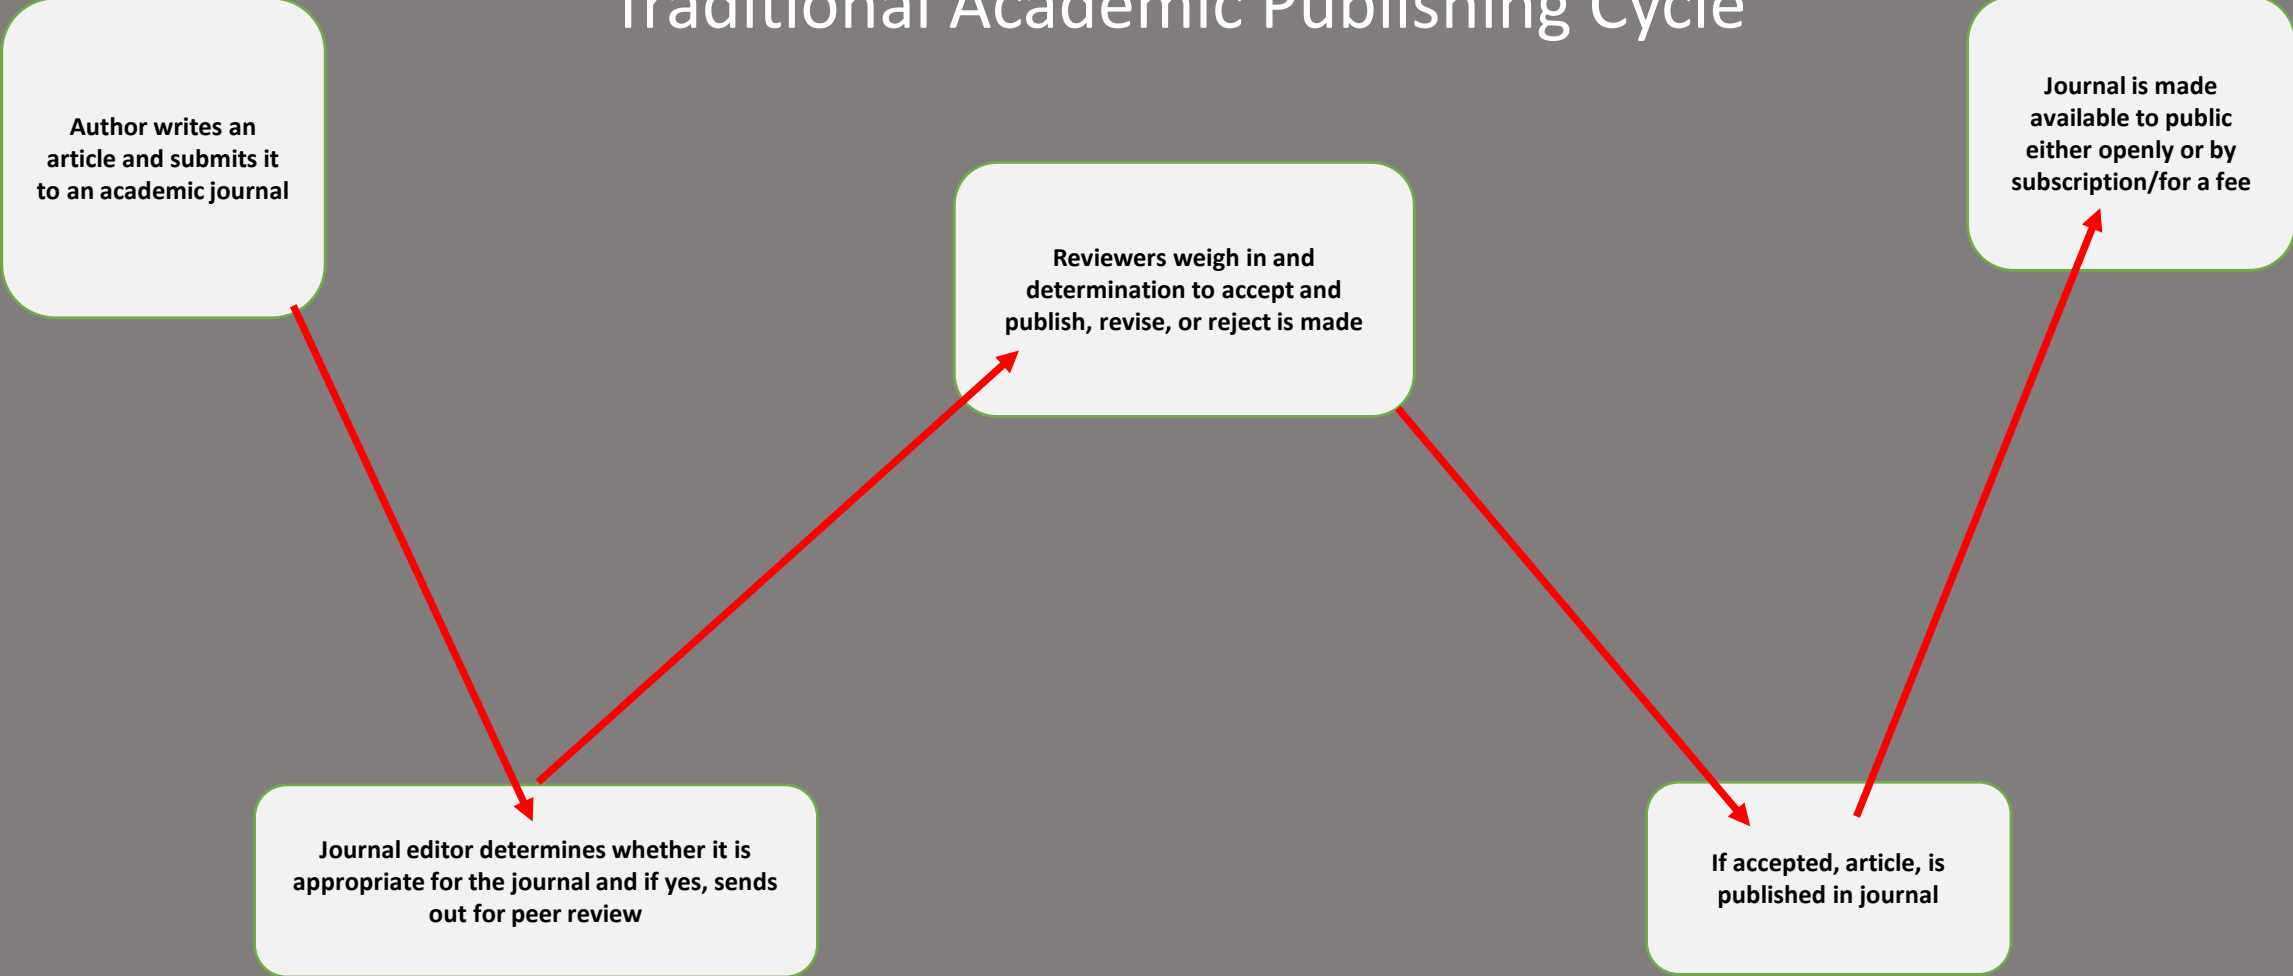 Traditional Academic Publishing Cycle
Author writes an
article and submits it
to an academic journal
Journal editor determines whether it is
appropriate for the journal and if yes, sends
out for peer review
Reviewers weigh in and
determination to accept and
publish, revise, or reject is made
If accepted, article, is
published in journal
Journal is made
available to public
either openly or by
subscription/for a fee